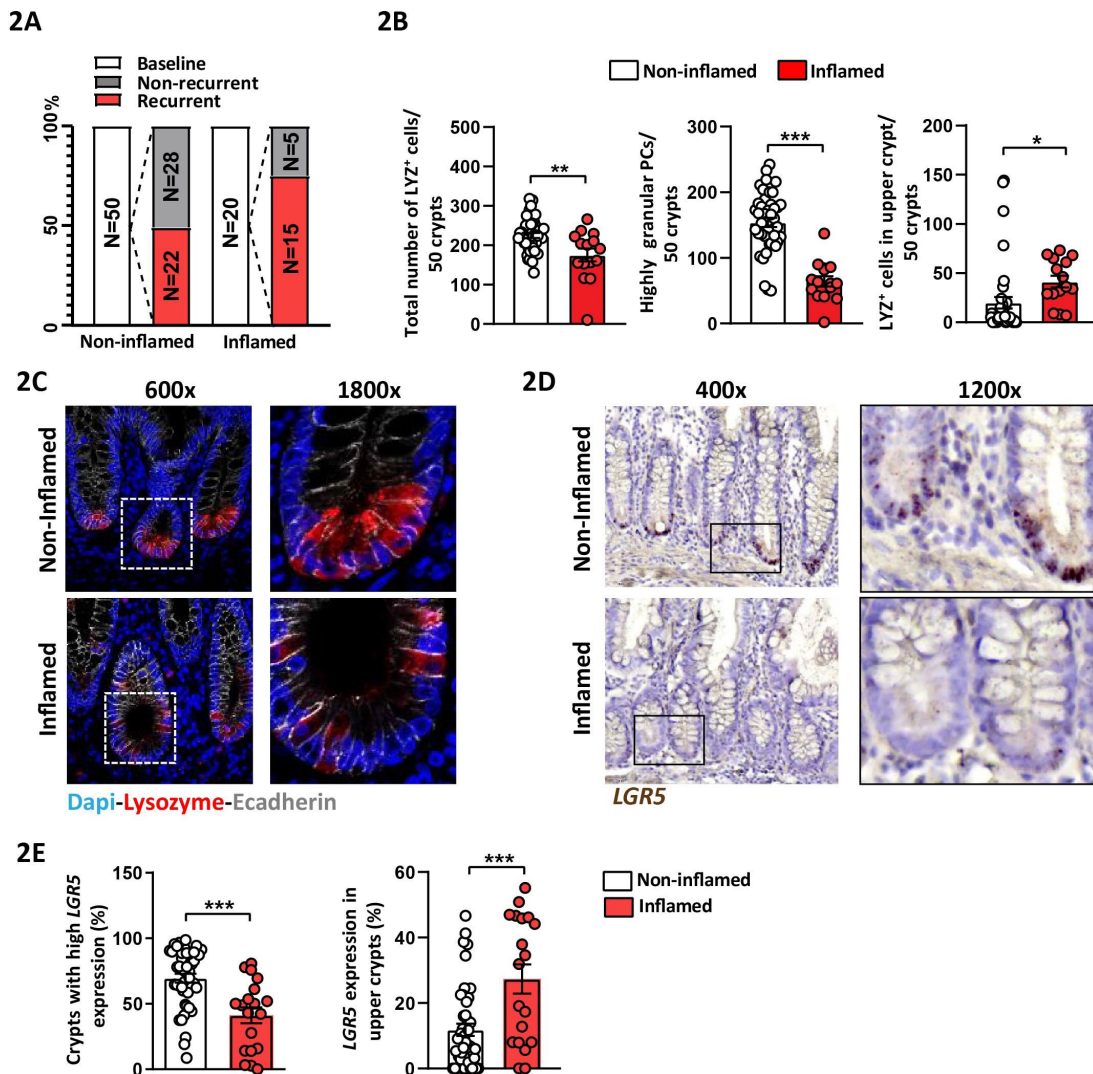 2A
Baseline
Non-recurrent
Recurrent
100%
50
0
N=50
N=28
N=22
N=20
N=5
N=15
Non-inflamed
Inflamed
2B
Non-inflamed
Inflamed
Total number of LYZ⁺ cells/
50 crypts
500
400
300
200
100
0
**
Highly granular PCs/
50 crypts
300
200
100
0
***
LYZ⁺ cells in upper crypt/
50 crypts
200
150
100
50
0
*
2C
600x
1800x
Non-Inflamed
Inflamed
Dapi-Lysozyme-Ecadherin
2D
400x
1200x
Non-Inflamed
Inflamed
LGR5
2E
Crypts with high LGR5
expression (%)
150
100
50
0
***
LGR5 expression in
upper crypts (%)
60
40
20
0
***
Non-inflamed
Inflamed